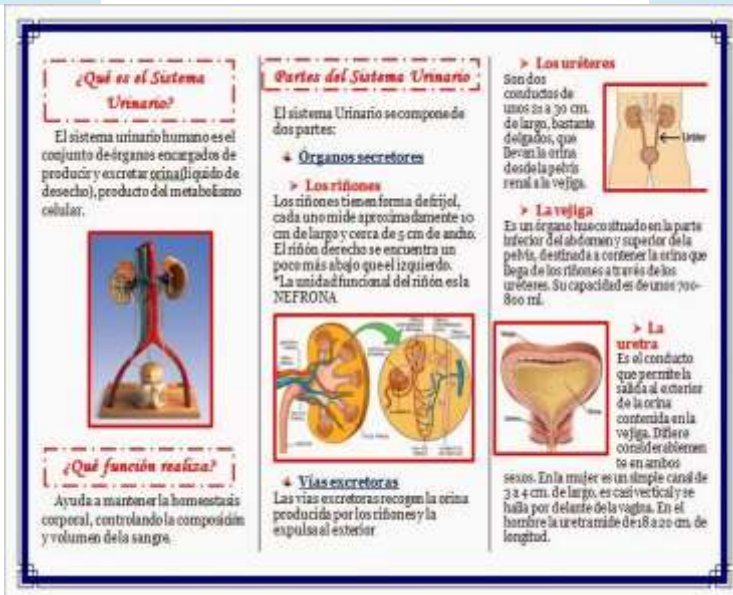 ¿Qué es el Sistema
Urinario?
El sistema urinario humano es el
conjunto de órganos encargados de
producir y excretar orina(líquido de
desecho), producto del metabolismo
celular.
¿Qué función realiza?
Ayuda a mantener la homeostasis
corporal, controlando la composición
y volumen de la sangre.
Partes del Sistema Urinario
El sistema Urinario se compone de
dos partes:
Órganos secretores
➢ Los riñones
Los riñones tienen forma de frijol,
cada uno mide aproximadamente 10
cm de largo y cerca de 5 cm de ancho.
El riñón derecho se encuentra un
poco más abajo que el izquierdo.
*La unidad funcional del riñón es la
NEFRONA
Vías excretoras
Las vías excretoras recogen la orina
producida por los riñones y la
expulsa al exterior
➢ Los uréteres
Son dos
conductos de
unos 21 a 30 cm.
de largo, bastante
delgados, que
llevan la orina
desde la pelvis
renal a la vejiga.
Uréter
➢ La vejiga
Es un órgano hueco situado en la parte
inferior del abdomen y superior de la
pelvis, destinada a contener la orina que
llega de los riñones a través de los
uréteres. Su capacidad es de unos 700-
800 ml.
➢ La
uretra
Es el conducto
que permite la
salida al exterior
de la orina
contenida en la
vejiga. Difiere
considerablemen
te en ambos
sexos. En la mujer es un simple canal de
3 a 4 cm. de largo, es casi vertical y se
halla por delante de la vagina. En el
hombre la uretra mide de 18 a 20 cm. de
longitud.